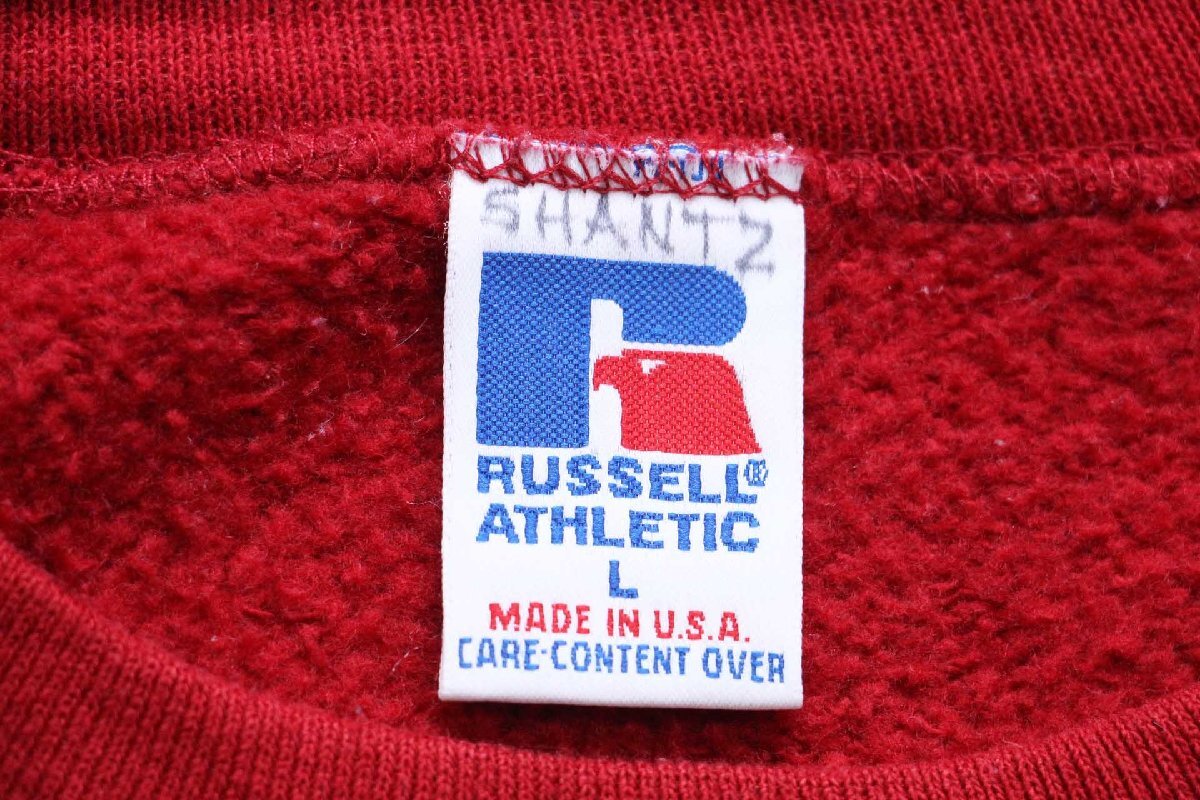 SHANTZ
RUSSELL®
ATHLETIC
L
MADE IN U.S.A.
CARE-CONTENT OVER